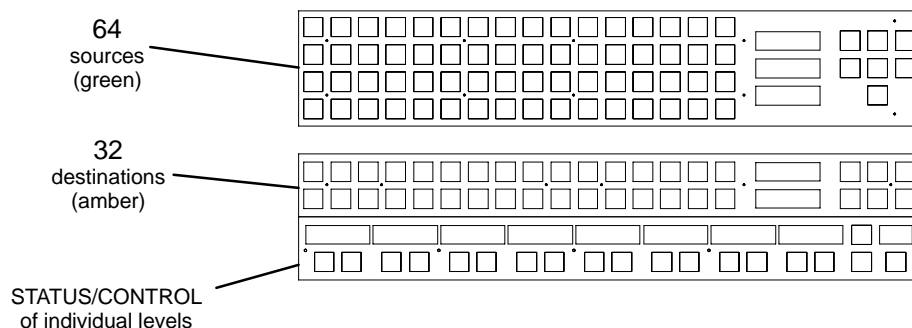 64
sources
(green)
32
destinations
(amber)
STATUS/CONTROL
of individual levels